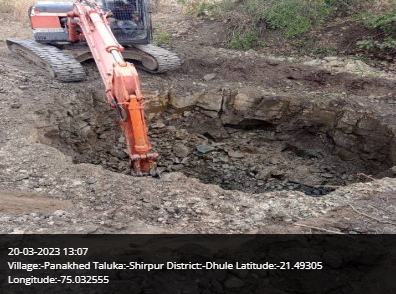 20-03-2023 13:07
Village:-Panakhed Taluka:-Shirpur District:-Dhule Latitude:-21.49305
Longitude:-75.032555